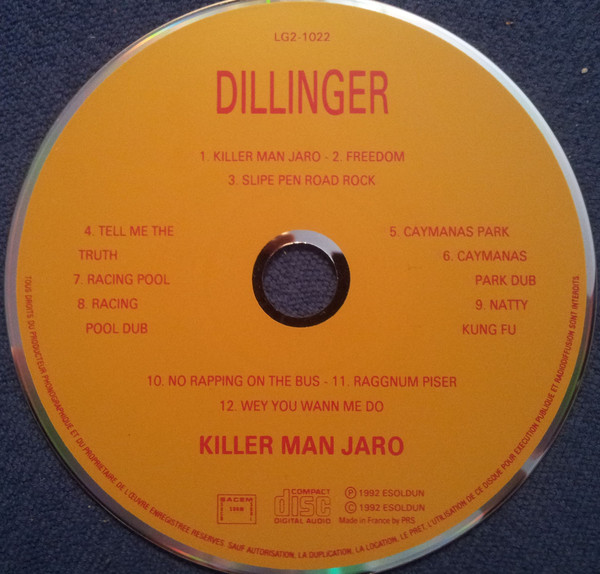 LG2-1022
DILLINGER
1. KILLER MAN JARO - 2. FREEDOM
3. SLIPE PEN ROAD ROCK
4. TELL ME THE
TRUTH
5. CAYMANAS PARK
6. CAYMANAS
PARK DUB
7. RACING POOL
8. RACING
POOL DUB
9. NATTY
KUNG FU
10. NO RAPPING ON THE BUS - 11. RAGGNUM PISER
12. WEY YOU WANN ME DO
KILLER MAN JARO
SACEM
COMPACT
disc
DIGITAL AUDIO
℗ 1992 ESOLDUN
© 1992 ESOLDUN
Made in France by PRS
TOUS DROITS DU PRODUCTEUR PHONOGRAPHIQUE ET DU PROPRIETAIRE DE L'ŒUVRE ENREGISTREE RESERVES. SAUF AUTORISATION, LA DUPLICATION, LA LOCATION, LE PRET, L'UTILISATION DE CE DISQUE POUR EXECUTION PUBLIQUE ET RADIODIFFUSION SONT INTERDITS.